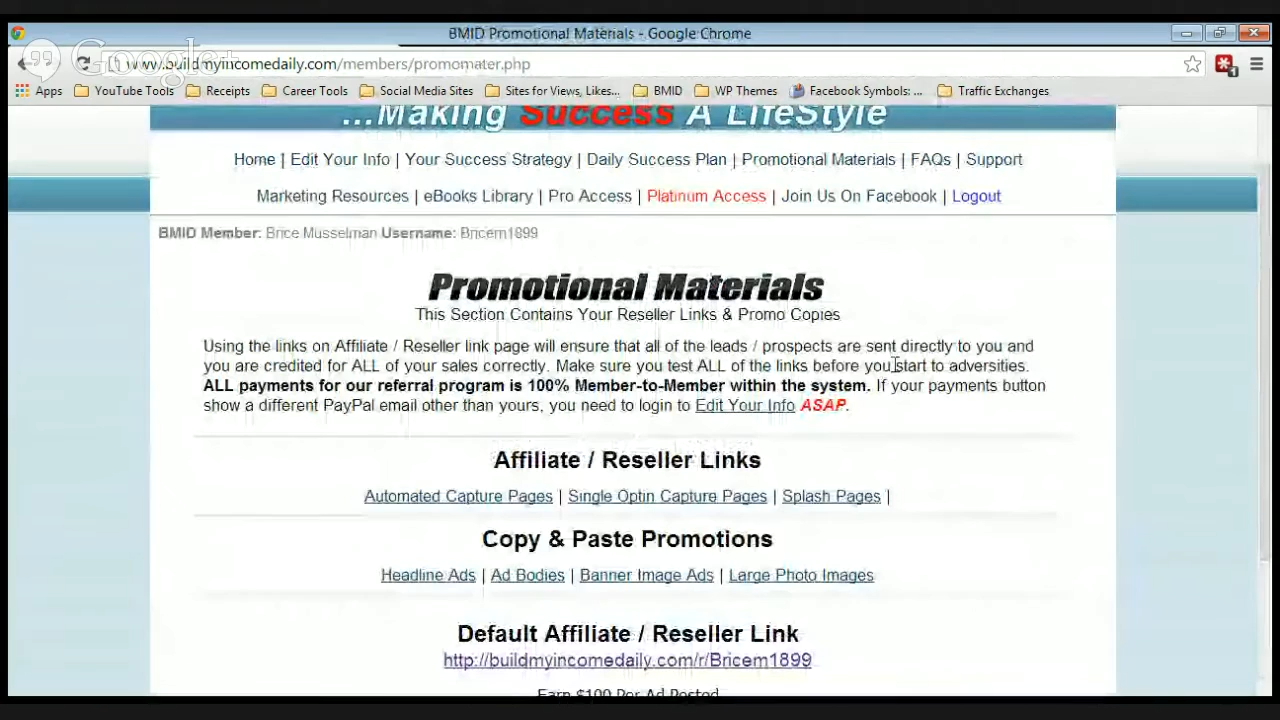 BMID Promotional Materials - Google Chrome
Google+
www.buildmyincomedaily.com/members/promomater.php
Apps YouTube Tools Receipts Career Tools Social Media Sites Sites for Views, Likes... BMID WP Themes Facebook Symbols: ... Traffic Exchanges
...Making Success A LifeStyle
Home | Edit Your Info | Your Success Strategy | Daily Success Plan | Promotional Materials | FAQs | Support
Marketing Resources | eBooks Library | Pro Access | Platinum Access | Join Us On Facebook | Logout
BMID Member: Brice Musselman Username: Bricem1899
Promotional Materials
This Section Contains Your Reseller Links & Promo Copies
Using the links on Affiliate / Reseller link page will ensure that all of the leads / prospects are sent directly to you and
you are credited for ALL of your sales correctly. Make sure you test ALL of the links before you start to adversities.
ALL payments for our referral program is 100% Member-to-Member within the system. If your payments button
show a different PayPal email other than yours, you need to login to Edit Your Info ASAP.
Affiliate / Reseller Links
Automated Capture Pages | Single Optin Capture Pages | Splash Pages |
Copy & Paste Promotions
Headline Ads | Ad Bodies | Banner Image Ads | Large Photo Images
Default Affiliate / Reseller Link
http://buildmyincomedaily.com/r/Bricem1899
Earn $100 Per Ad Posted